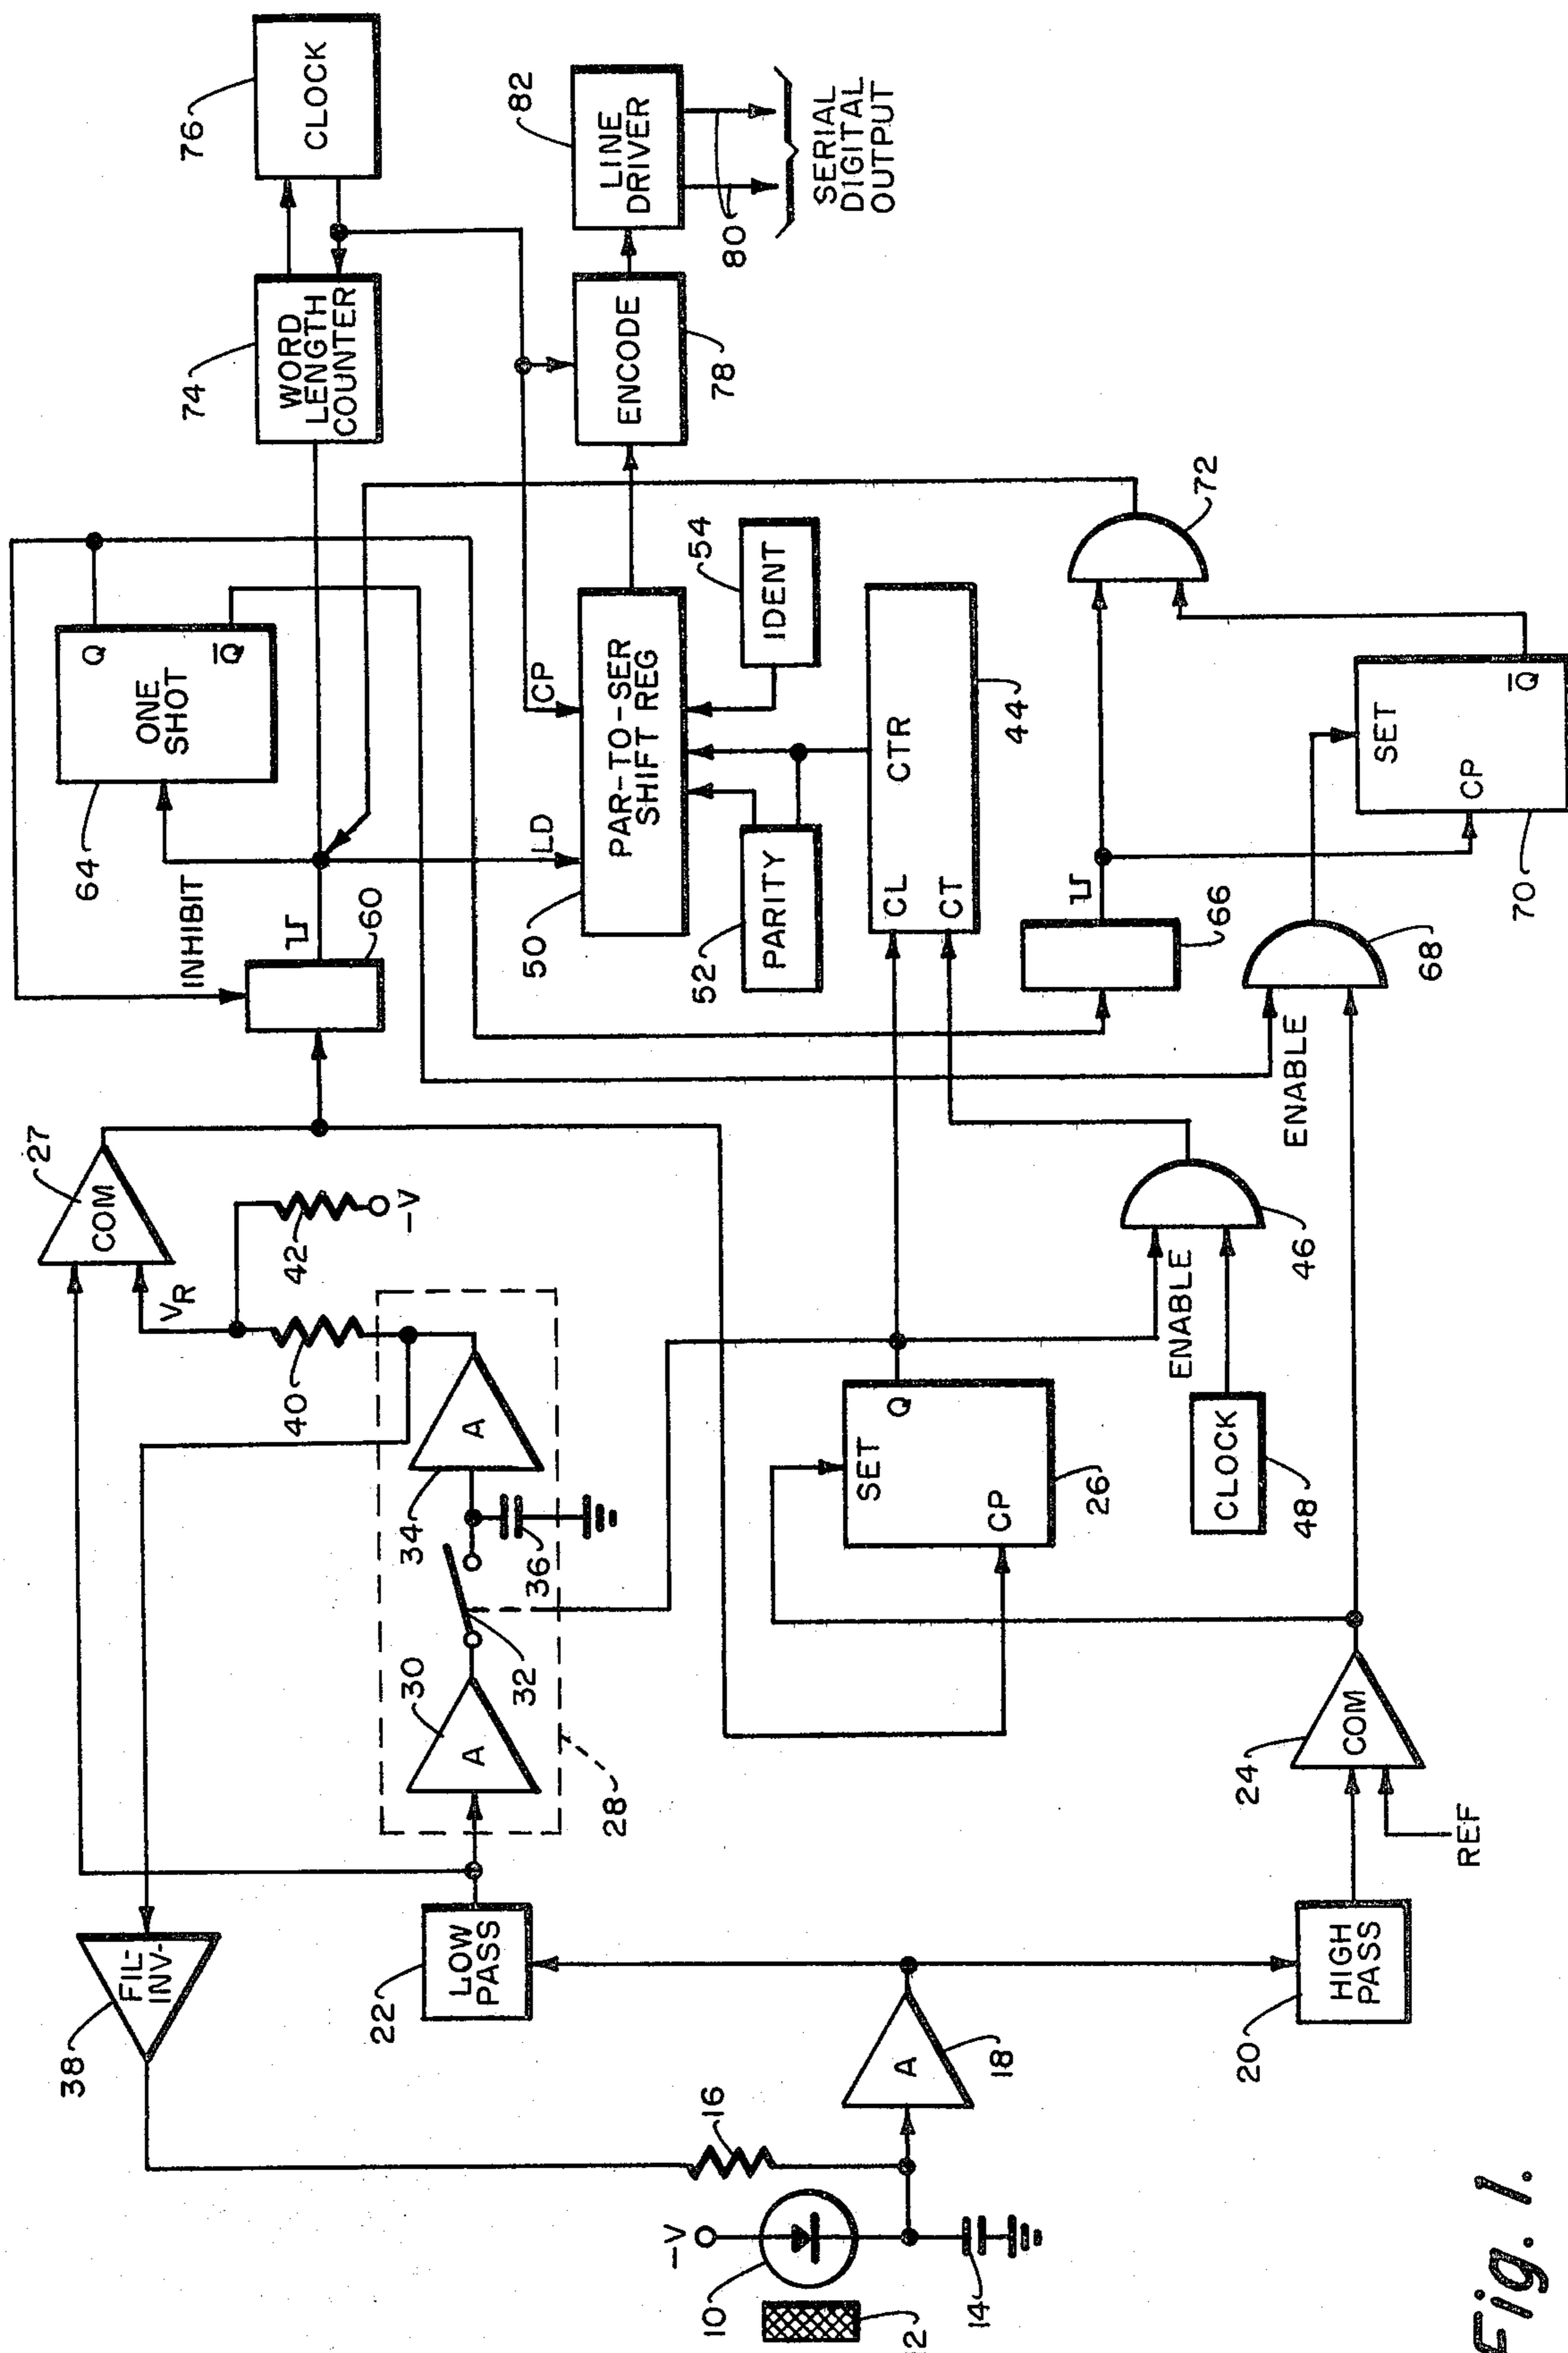 76
CLOCK
74
WORD
LENGTH
COUNTER
82
LINE
DRIVER
80
SERIAL
DIGITAL
OUTPUT
ENCODE
78
64
ONE
SHOT
Q
Q̅
INHIBIT
60
LD
CP
50
PAR-TO-SER
SHIFT REG
52
PARITY
54
IDENT
CL
CT
CTR
44
66
72
68
ENABLE
SET
CP
Q̅
70
27
COM
VR
42
-V
40
34
A
36
32
30
A
28
SET
Q
CP
26
ENABLE
46
CLOCK
48
24
COM
REF
38
FIL-
INV-
22
LOW
PASS
20
HIGH
PASS
A
18
16
-V
10
2
14
Fig. 1.